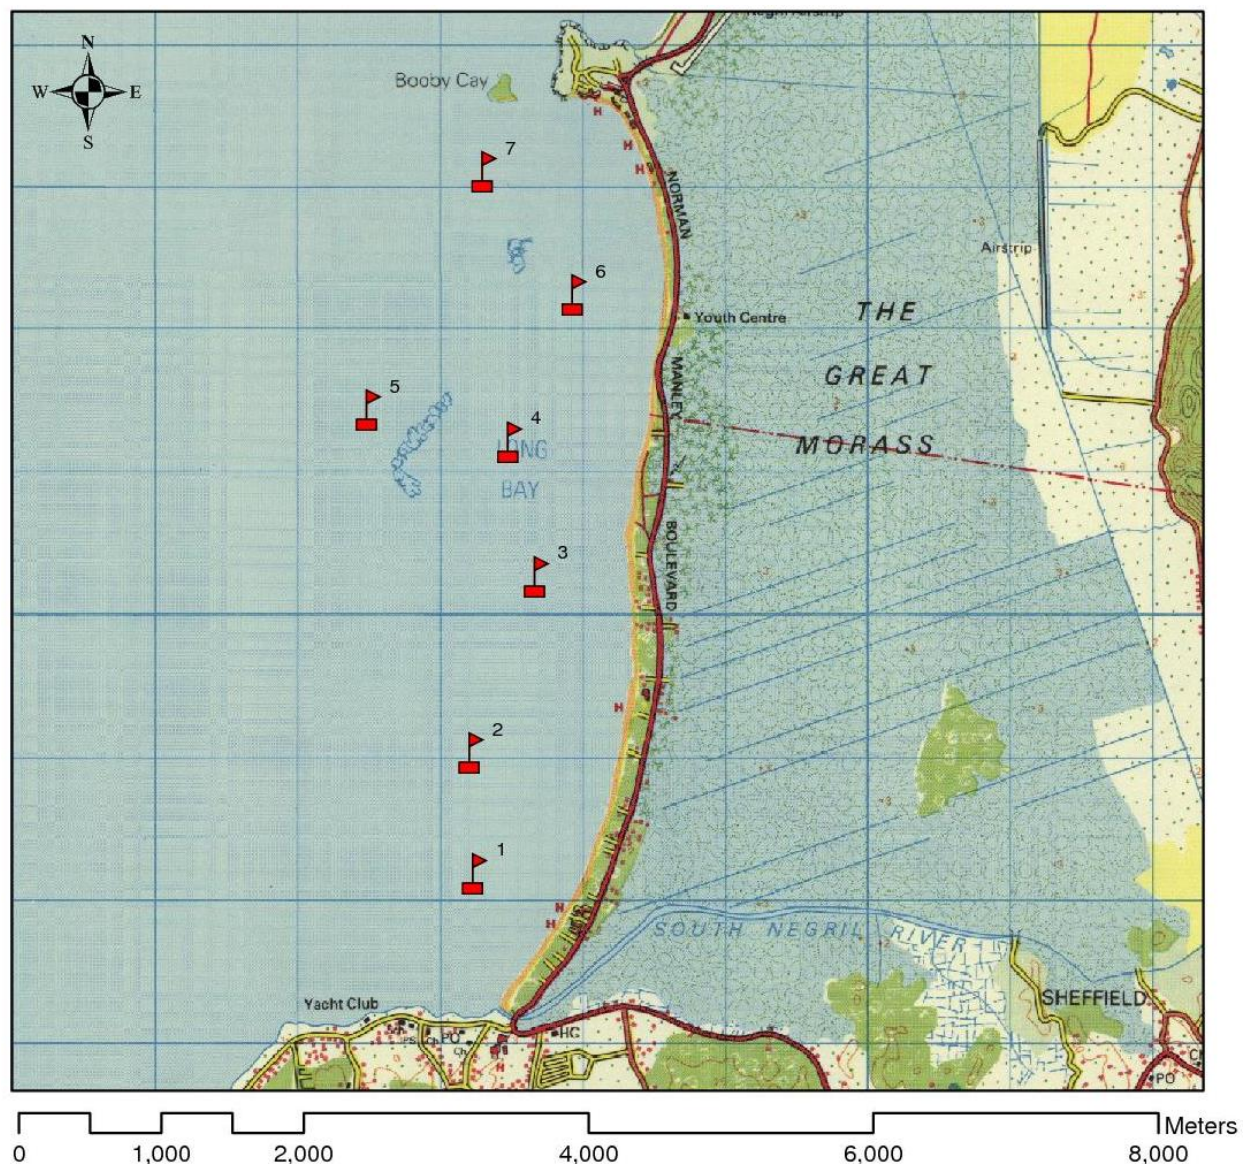 N
W E
S
Booby Cay
7
6
5
4
LONG
BAY
3
2
1
NORMAN
MANLEY
BOULEVARD
Youth Centre
Airstrip
THE
GREAT
MORASS
SOUTH NEGRIL RIVER
SHEFFIELD
Yacht Club
HG
PO
PO
H
H
H
H
H
H
H
Meters
0 1,000 2,000 4,000 6,000 8,000